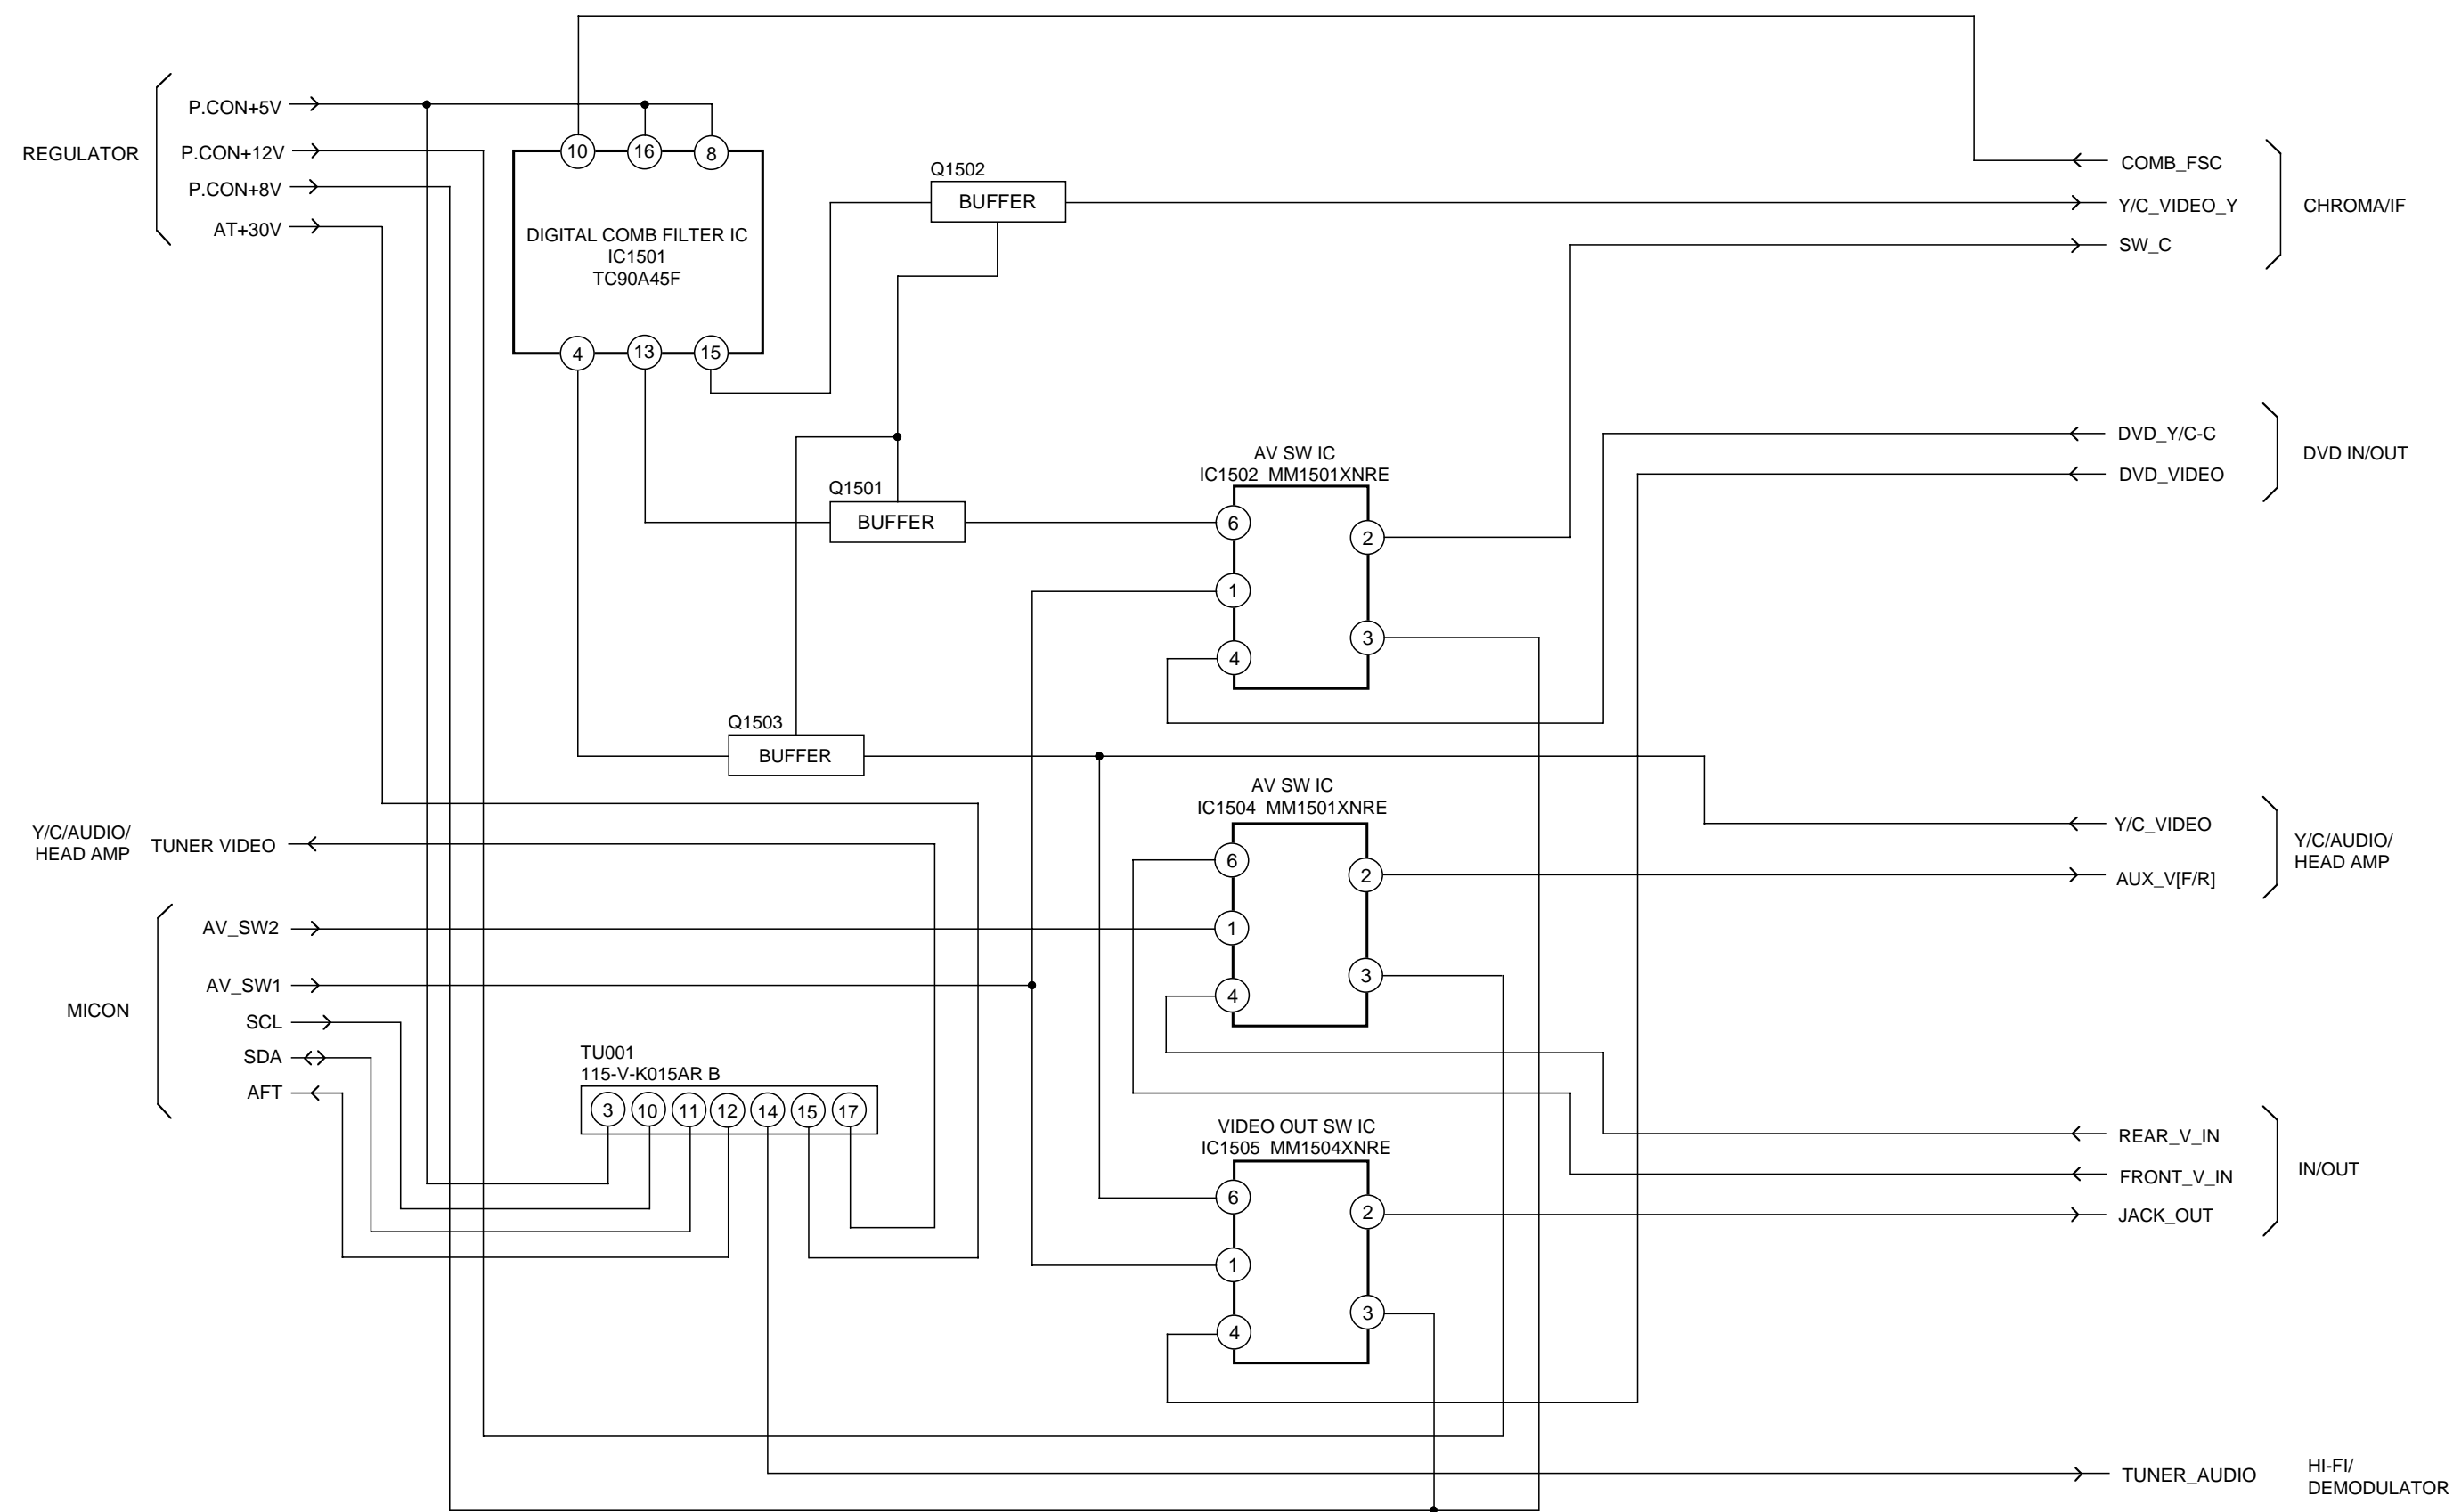 REGULATOR
P.CON+5V
P.CON+12V
P.CON+8V
AT+30V
10
16
8
DIGITAL COMB FILTER IC
IC1501
TC90A45F
4
13
15
Q1502
BUFFER
COMB_FSC
Y/C_VIDEO_Y
SW_C
CHROMA/IF
Q1501
BUFFER
AV SW IC
IC1502 MM1501XNRE
6
1
4
2
3
DVD_Y/C-C
DVD_VIDEO
DVD IN/OUT
Q1503
BUFFER
Y/C/AUDIO/
HEAD AMP
TUNER VIDEO
AV SW IC
IC1504 MM1501XNRE
6
1
4
2
3
Y/C_VIDEO
AUX_V[F/R]
Y/C/AUDIO/
HEAD AMP
MICON
AV_SW2
AV_SW1
SCL
SDA
AFT
TU001
115-V-K015AR B
3
10
11
12
14
15
17
VIDEO OUT SW IC
IC1505 MM1504XNRE
6
1
4
2
3
REAR_V_IN
FRONT_V_IN
JACK_OUT
IN/OUT
TUNER_AUDIO
HI-FI/
DEMODULATOR